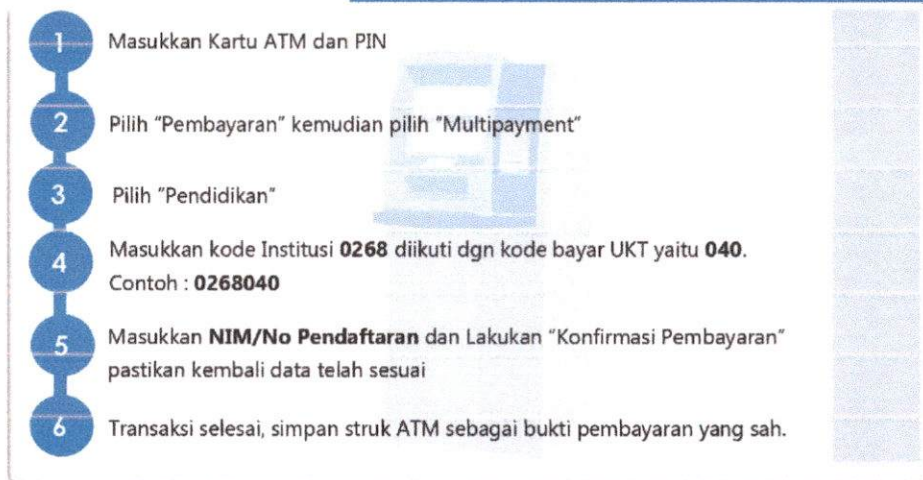 1 Masukkan Kartu ATM dan PIN
2 Pilih "Pembayaran" kemudian pilih "Multipayment"
3 Pilih "Pendidikan"
4 Masukkan kode Institusi 0268 diikuti dgn kode bayar UKT yaitu 040.
Contoh : 0268040
5 Masukkan NIM/No Pendaftaran dan Lakukan "Konfirmasi Pembayaran"
pastikan kembali data telah sesuai
6 Transaksi selesai, simpan struk ATM sebagai bukti pembayaran yang sah.